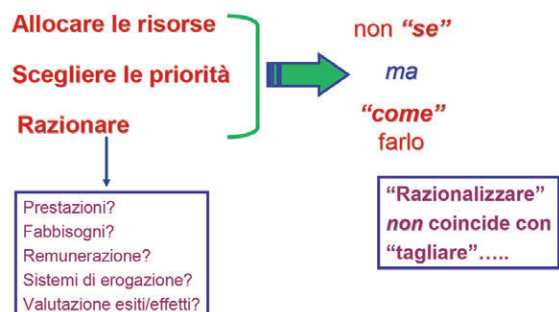 Allocare le risorse
Scegliere le priorità
Razionare
non “se”
ma
“come”
farlo
Prestazioni?
Fabbisogni?
Remunerazione?
Sistemi di erogazione?
Valutazione esiti/effetti?
“Razionalizzare”
non coincide con
“tagliare”…..